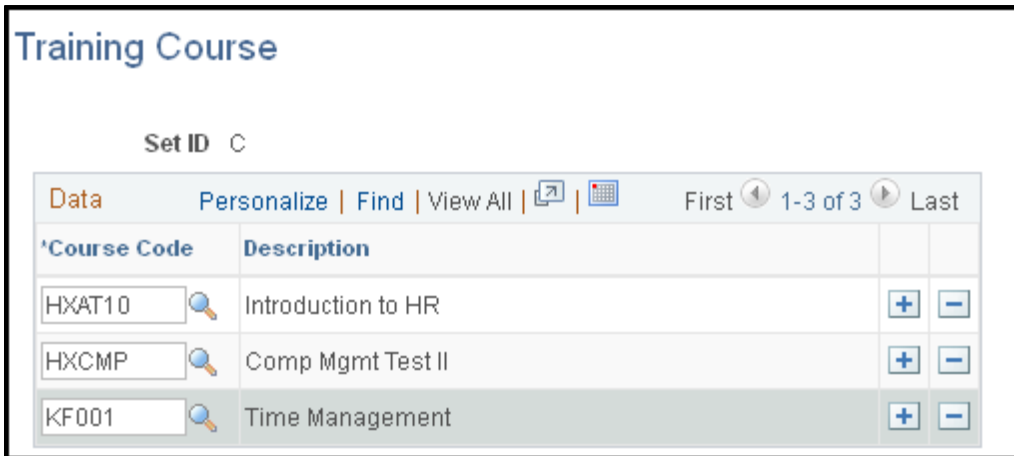 Training Course
Set ID C
Data Personalize | Find | View All | | First 1-3 of 3 Last
*Course Code Description
HXAT10 Introduction to HR
HXCMP Comp Mgmt Test II
KF001 Time Management